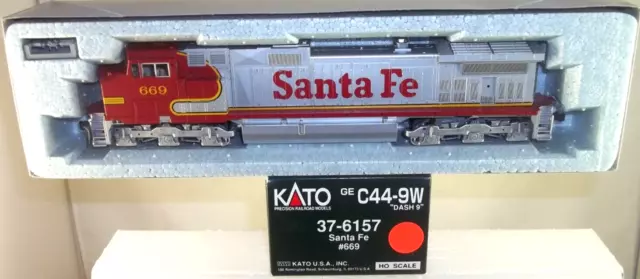 669
Santa Fe
KATO GE C44-9W
PRECISION RAILROAD MODELS "DASH 9"
37-6157
Santa Fe
#669
KATO U.S.A., INC.
HO SCALE